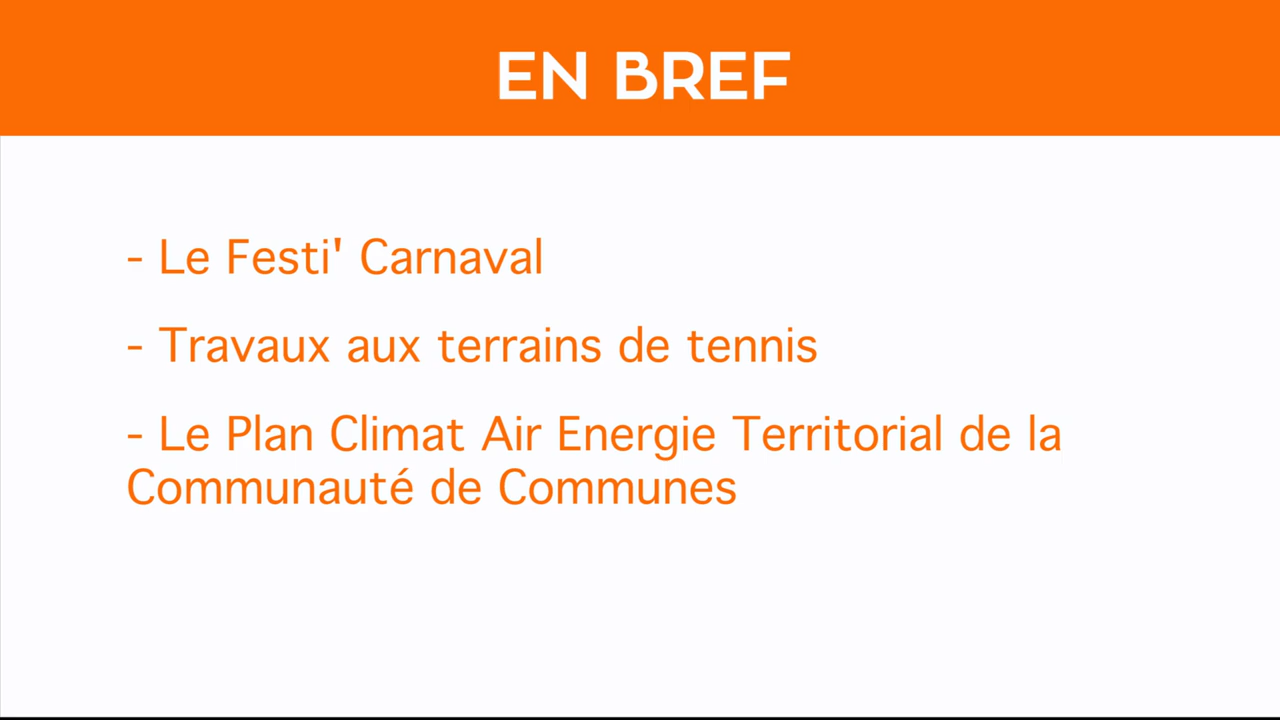 EN BREF
- Le Festi' Carnaval
- Travaux aux terrains de tennis
- Le Plan Climat Air Energie Territorial de la
Communauté de Communes